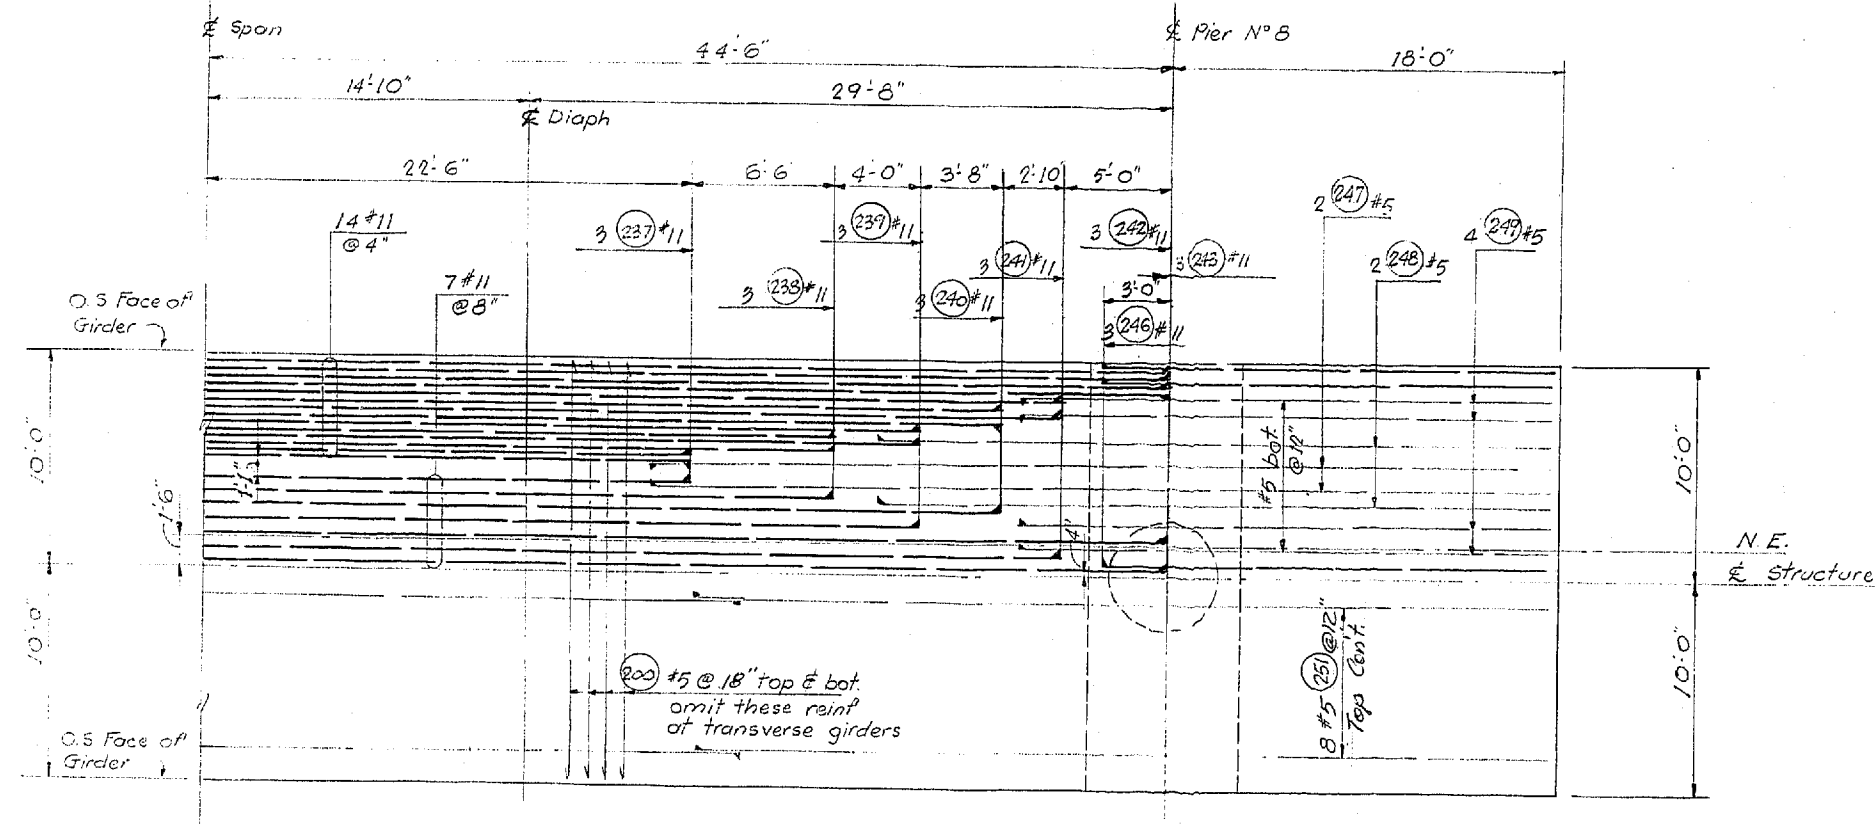 ℄ Span
℄ Pier Nº 8
44'-6"
18'-0"
14'-10"
29'-8"
℄ Diaph
22'-6"
6'-6
4'-0"
3'-8"
2'-10"
5'-0"
14 #11
@ 4"
3 237 #11
3 239 #11
3 242 #11
2 247 #5
4 249 #5
7 #11
@ 8"
3 238 #11
3 240 #11
3 241 #11
3 243 #11
2 248 #5
3'-0"
3 246 #11
O.S Face of
Girder
10'-0"
1'-1"
1'-6"
#5 bot.
@ 12"
4"
10'-0"
N.E.
℄ Structure
10'-0"
200 #5 @ 18" top & bot.
omit these reinf
at transverse girders
8 #5 251 @ 12"
Top Cont.
10'-0"
O.S Face of
Girder